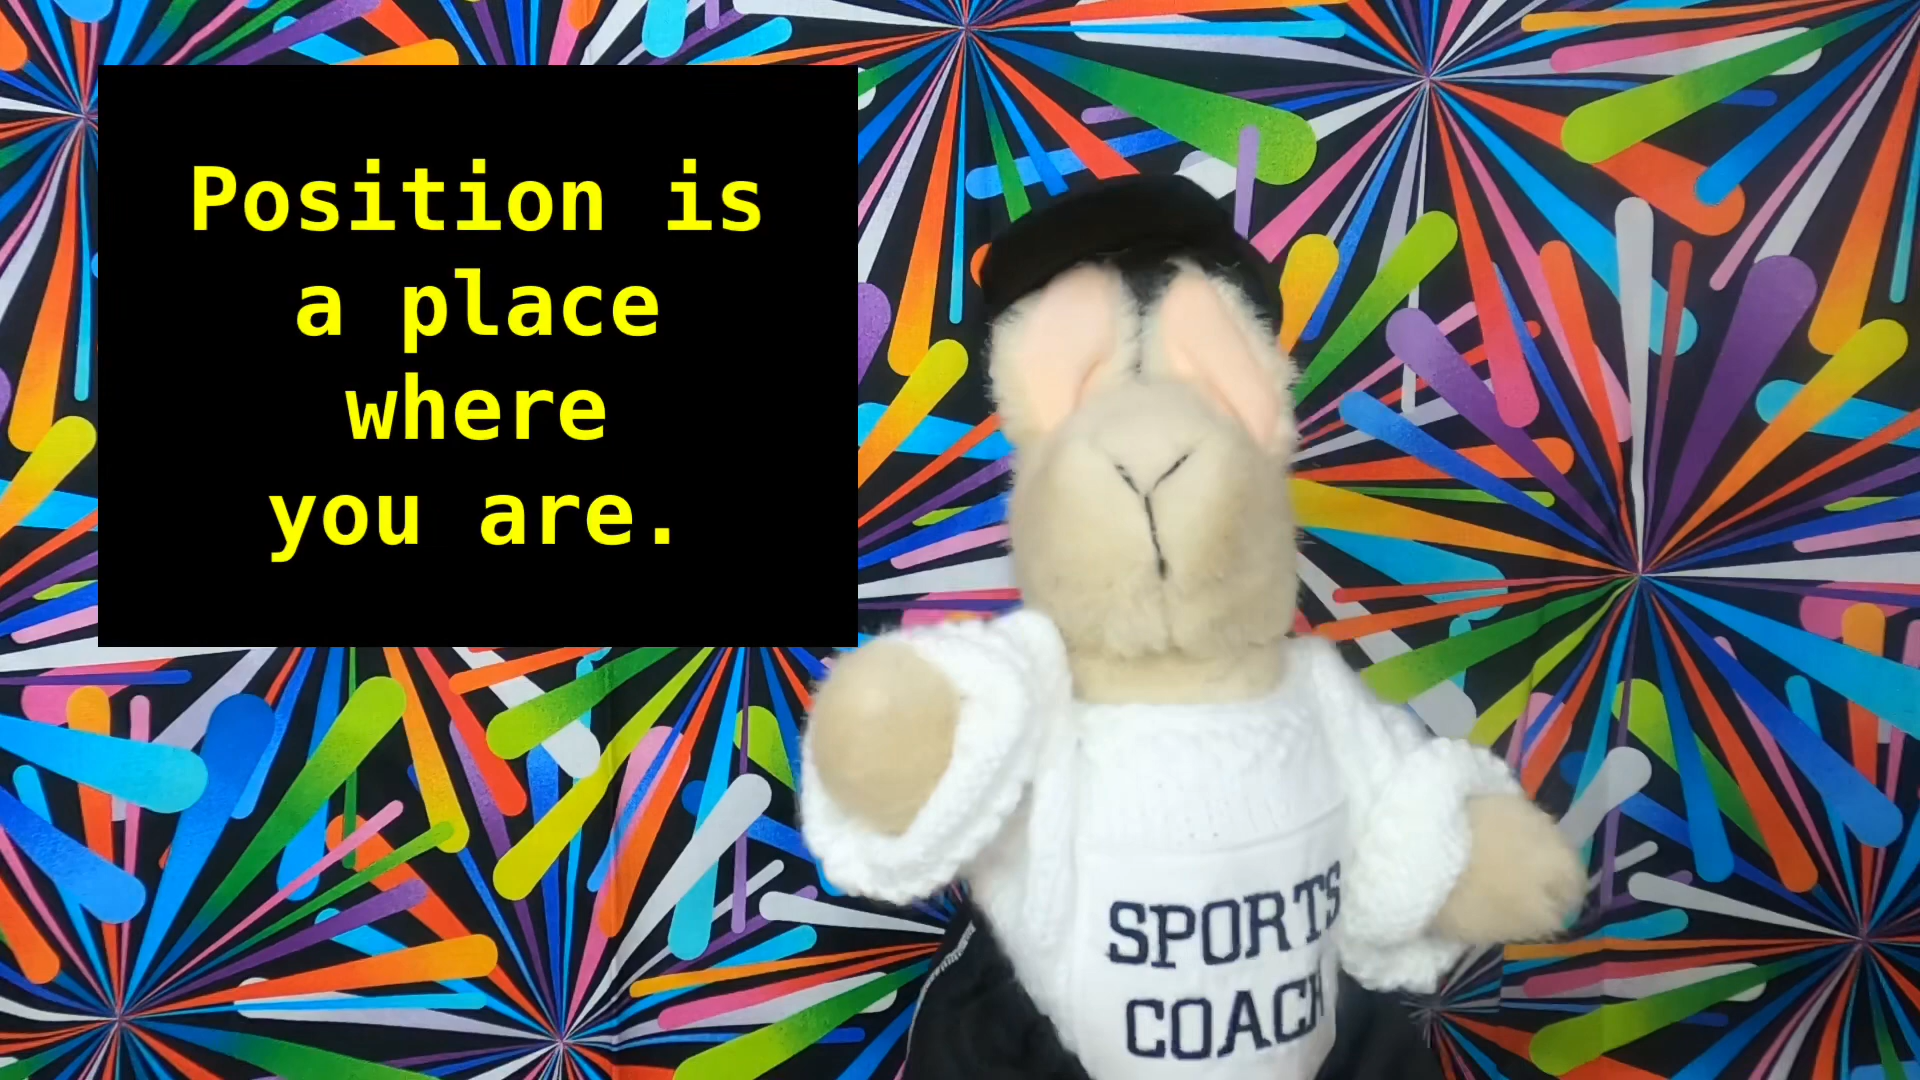 Position is
a place
where
you are.
SPORTS
COACH